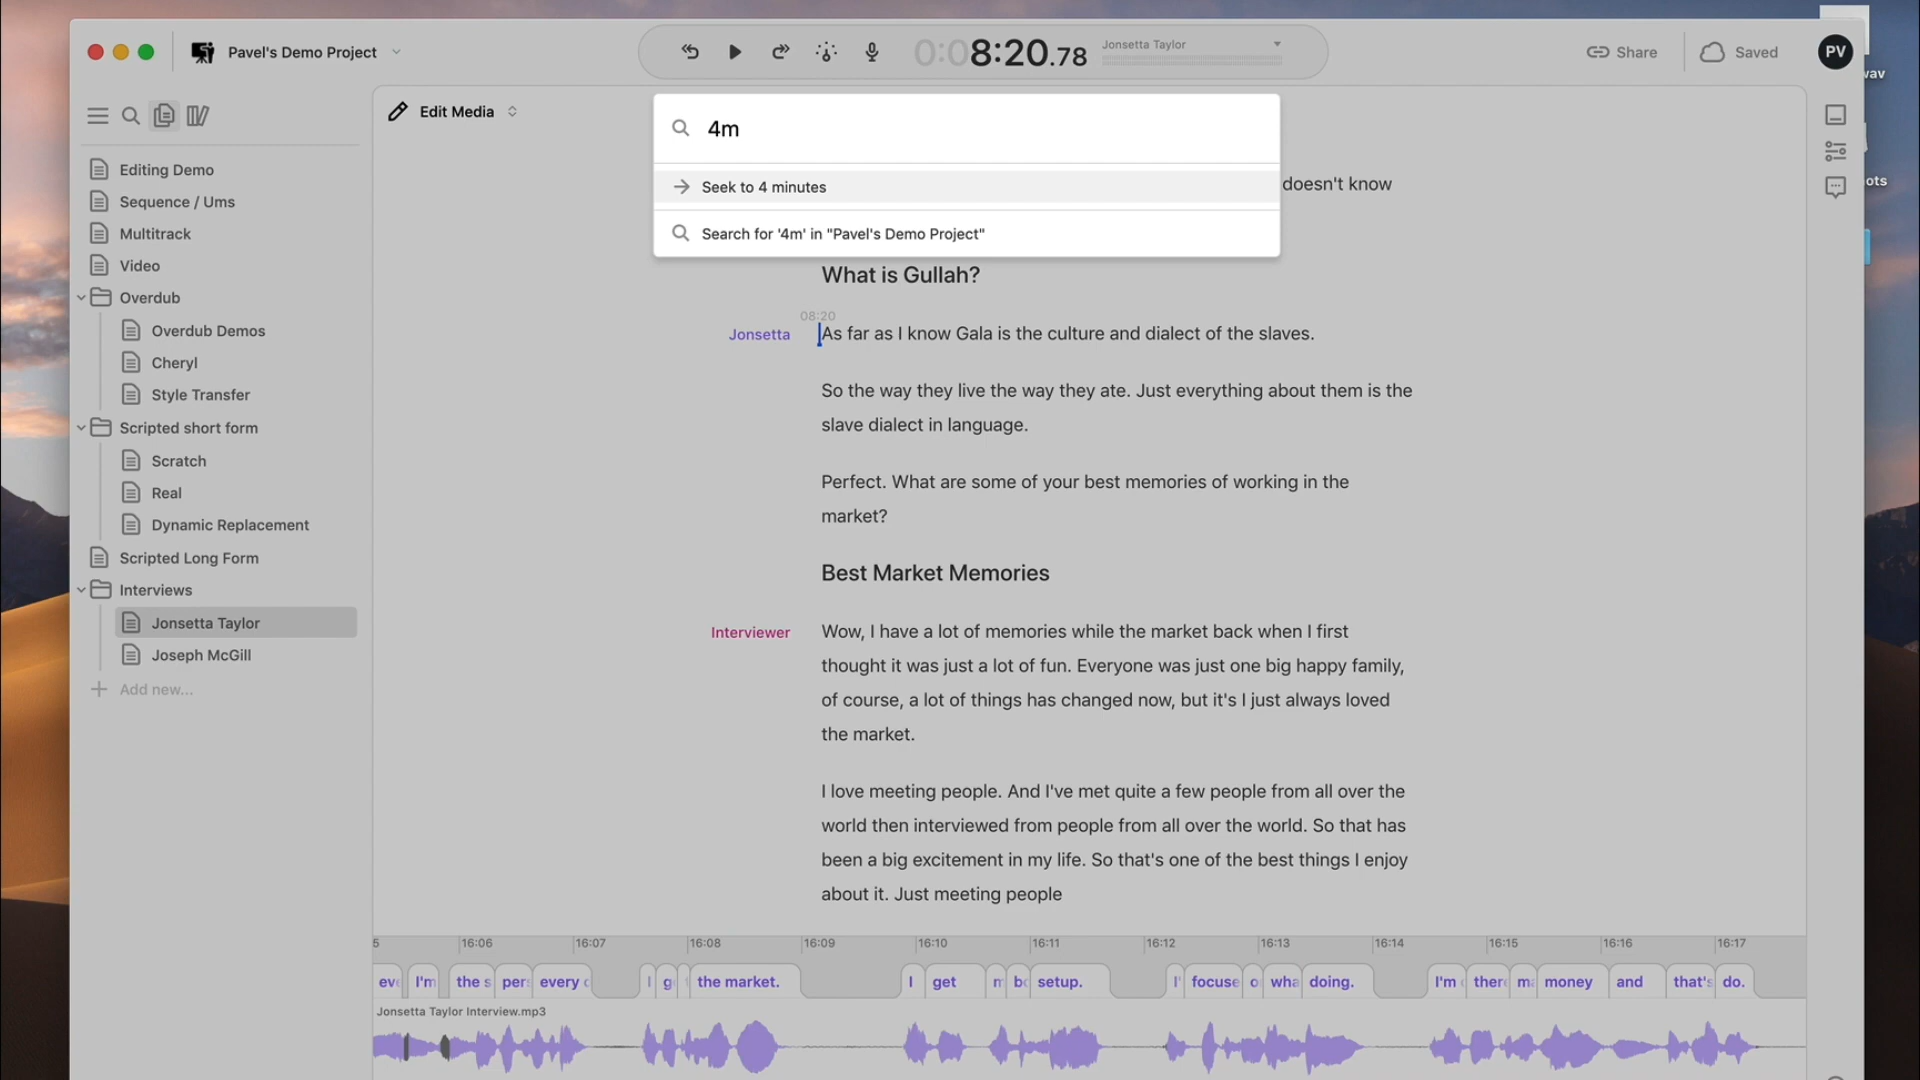 Pavel's Demo Project
0:08:20.78
Jonsetta Taylor
Share
Saved
PV
wav
ots
Edit Media
4m
Seek to 4 minutes
Search for '4m' in "Pavel's Demo Project"
Editing Demo
Sequence / Ums
Multitrack
Video
Overdub
Overdub Demos
Cheryl
Style Transfer
Scripted short form
Scratch
Real
Dynamic Replacement
Scripted Long Form
Interviews
Jonsetta Taylor
Joseph McGill
Add new...
doesn't know
What is Gullah?
08:20
Jonsetta
As far as I know Gala is the culture and dialect of the slaves.
So the way they live the way they ate. Just everything about them is the
slave dialect in language.
Perfect. What are some of your best memories of working in the
market?
Best Market Memories
Interviewer
Wow, I have a lot of memories while the market back when I first
thought it was just a lot of fun. Everyone was just one big happy family,
of course, a lot of things has changed now, but it's I just always loved
the market.
I love meeting people. And I've met quite a few people from all over the
world then interviewed from people from all over the world. So that has
been a big excitement in my life. So that's one of the best things I enjoy
about it. Just meeting people
5 16:06 16:07 16:08 16:09 16:10 16:11 16:12 16:13 16:14 16:15 16:16 16:17
eve I'm the s per every I g the market. I get setup. I' focuse o wha doing. I'm ther ma money and that's do.
Jonsetta Taylor Interview.mp3